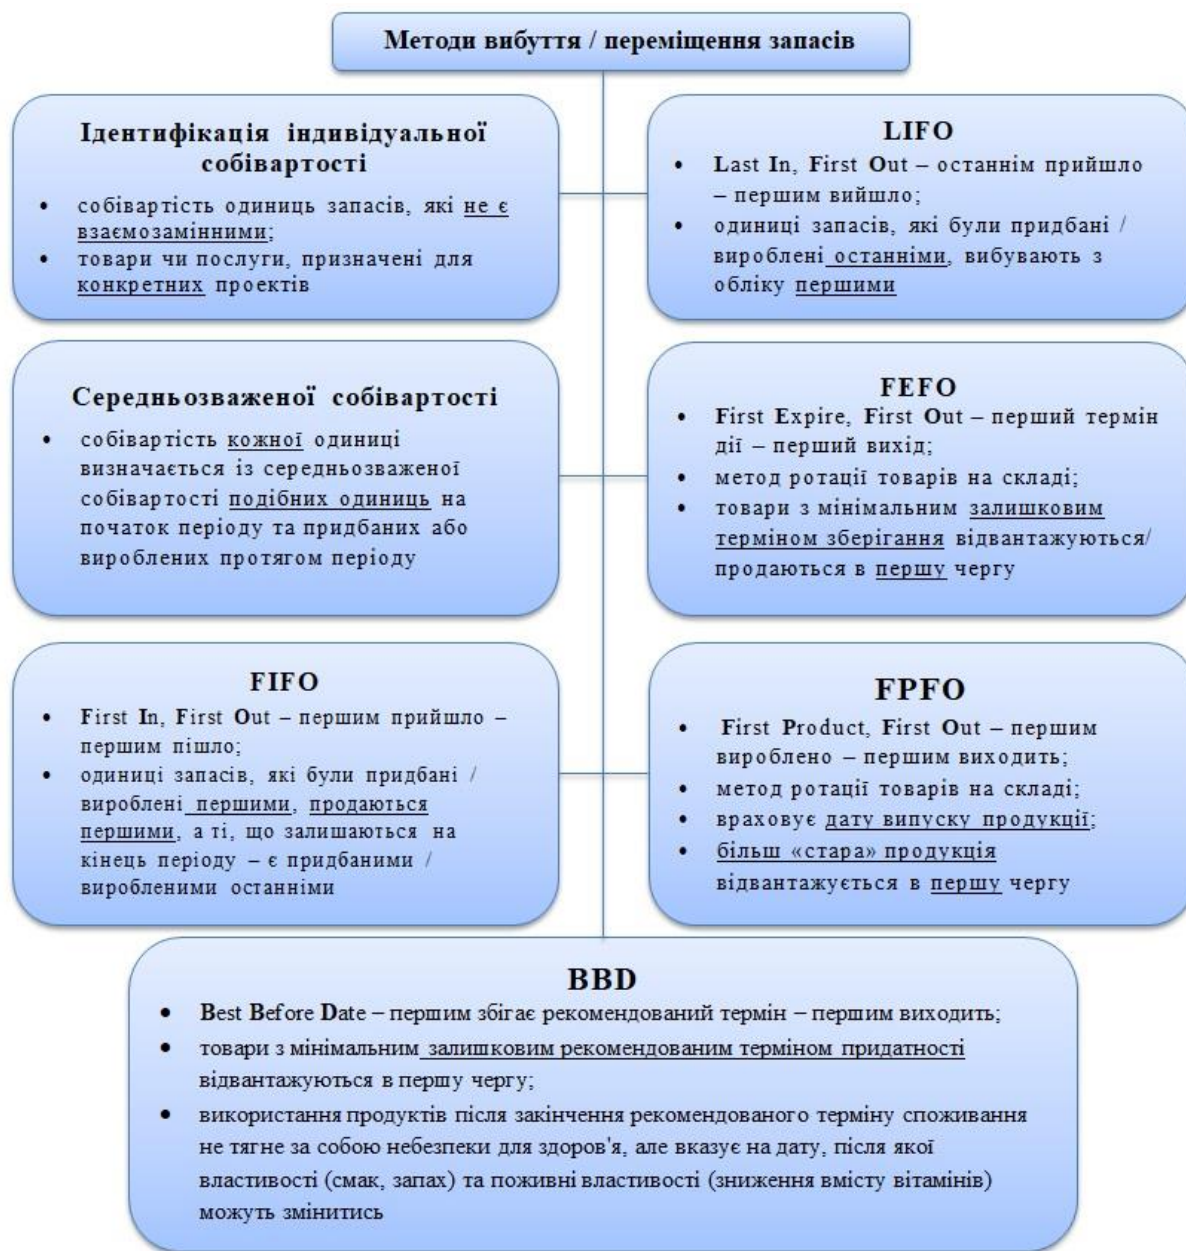 Методи вибуття / переміщення запасів
Ідентифікація індивідуальної
собівартості
• собівартість одиниць запасів, які не є
взаємозамінними;
• товари чи послуги, призначені для
конкретних проектів
LIFO
• Last In, First Out – останнім прийшло
– першим вийшло;
• одиниці запасів, які були придбані /
вироблені останніми, вибувають з
обліку першими
Середньозваженої собівартості
• собівартість кожної одиниці
визначається із середньозваженої
собівартості подібних одиниць на
початок періоду та придбаних або
вироблених протягом періоду
FEFO
• First Expire, First Out – перший термін
дії – перший вихід;
• метод ротації товарів на складі;
• товари з мінімальним залишковим
терміном зберігання відвантажуються/
продаються в першу чергу
FIFO
• First In, First Out – першим прийшло –
першим пішло;
• одиниці запасів, які були придбані /
вироблені першими, продаються
першими, а ті, що залишаються на
кінець періоду – є придбаними /
виробленими останніми
FPFO
• First Product, First Out – першим
вироблено – першим виходить;
• метод ротації товарів на складі;
• враховує дату випуску продукції;
• більш «стара» продукція
відвантажується в першу чергу
BBD
• Best Before Date – першим збігає рекомендований термін – першим виходить;
• товари з мінімальним залишковим рекомендованим терміном придатності
відвантажуються в першу чергу;
• використання продуктів після закінчення рекомендованого терміну споживання
не тягне за собою небезпеки для здоров'я, але вказує на дату, після якої
властивості (смак, запах) та поживні властивості (зниження вмісту вітамінів)
можуть змінитись